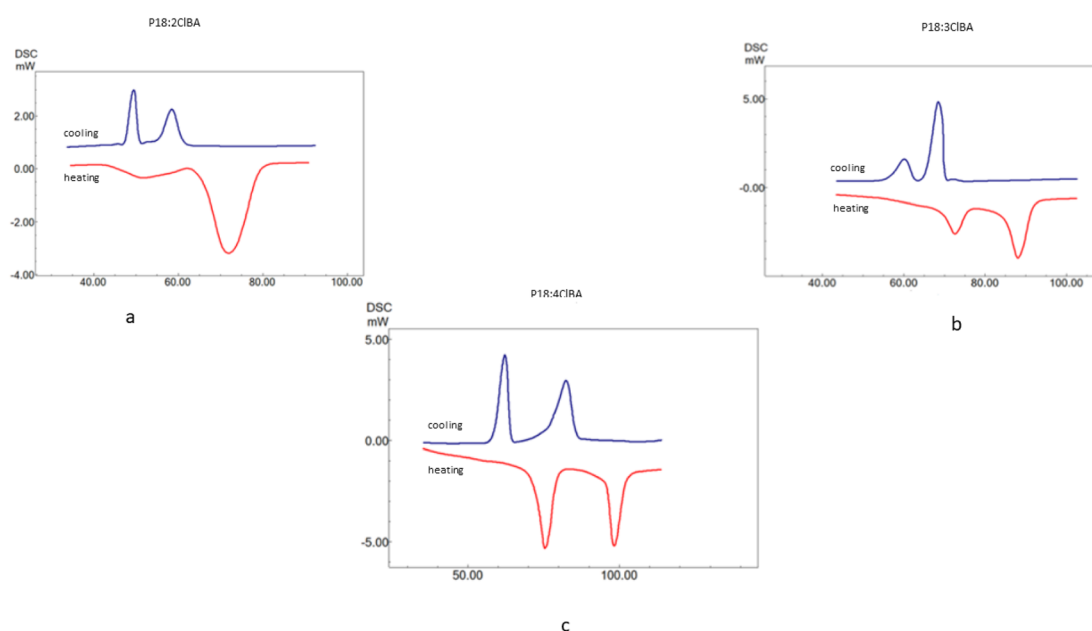 P18:2ClBA
DSC
mW
2.00
0.00
-2.00
-4.00
cooling
heating
40.00 60.00 80.00 100.00
a
P18:3ClBA
DSC
mW
5.00
-0.00
cooling
heating
40.00 60.00 80.00 100.00
b
P18:4ClBA
DSC
mW
5.00
0.00
-5.00
cooling
heating
50.00 100.00
c